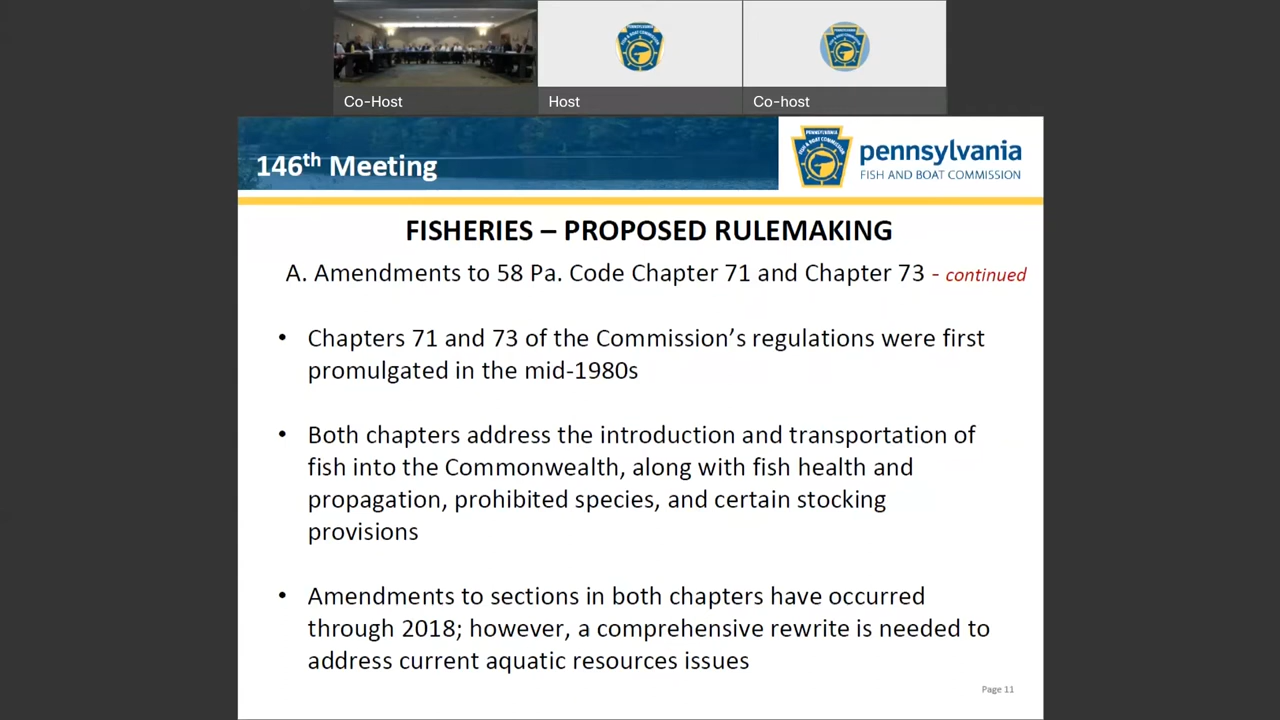 Co-Host
Host
Co-host
146th Meeting
PENNSYLVANIA
FISH & BOAT COMMISSION
pennsylvania
FISH AND BOAT COMMISSION
FISHERIES – PROPOSED RULEMAKING
A. Amendments to 58 Pa. Code Chapter 71 and Chapter 73 - continued
• Chapters 71 and 73 of the Commission's regulations were first
promulgated in the mid-1980s
• Both chapters address the introduction and transportation of
fish into the Commonwealth, along with fish health and
propagation, prohibited species, and certain stocking
provisions
• Amendments to sections in both chapters have occurred
through 2018; however, a comprehensive rewrite is needed to
address current aquatic resources issues
Page 11